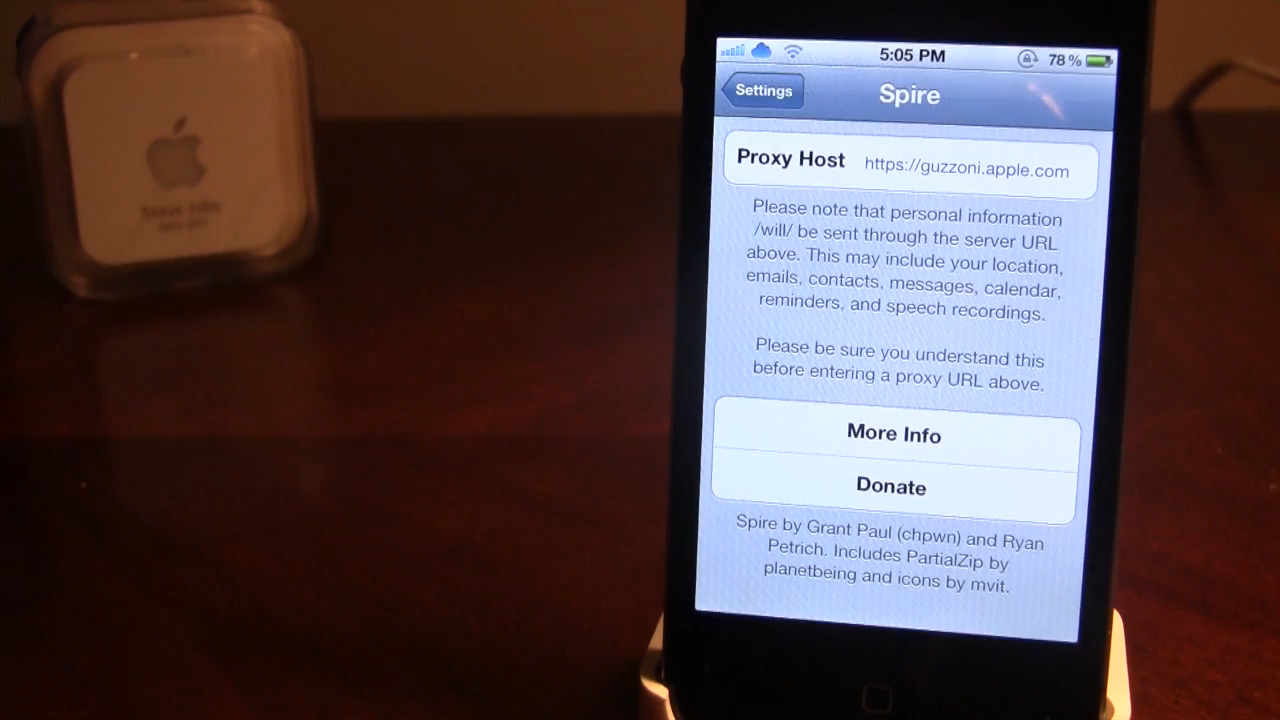 Steve Jobs
5:05 PM
78%
Settings
Spire
Proxy Host https://guzzoni.apple.com
Please note that personal information
/will/ be sent through the server URL
above. This may include your location,
emails, contacts, messages, calendar,
reminders, and speech recordings.
Please be sure you understand this
before entering a proxy URL above.
More Info
Donate
Spire by Grant Paul (chpwn) and Ryan
Petrich. Includes PartialZip by
planetbeing and icons by mvit.